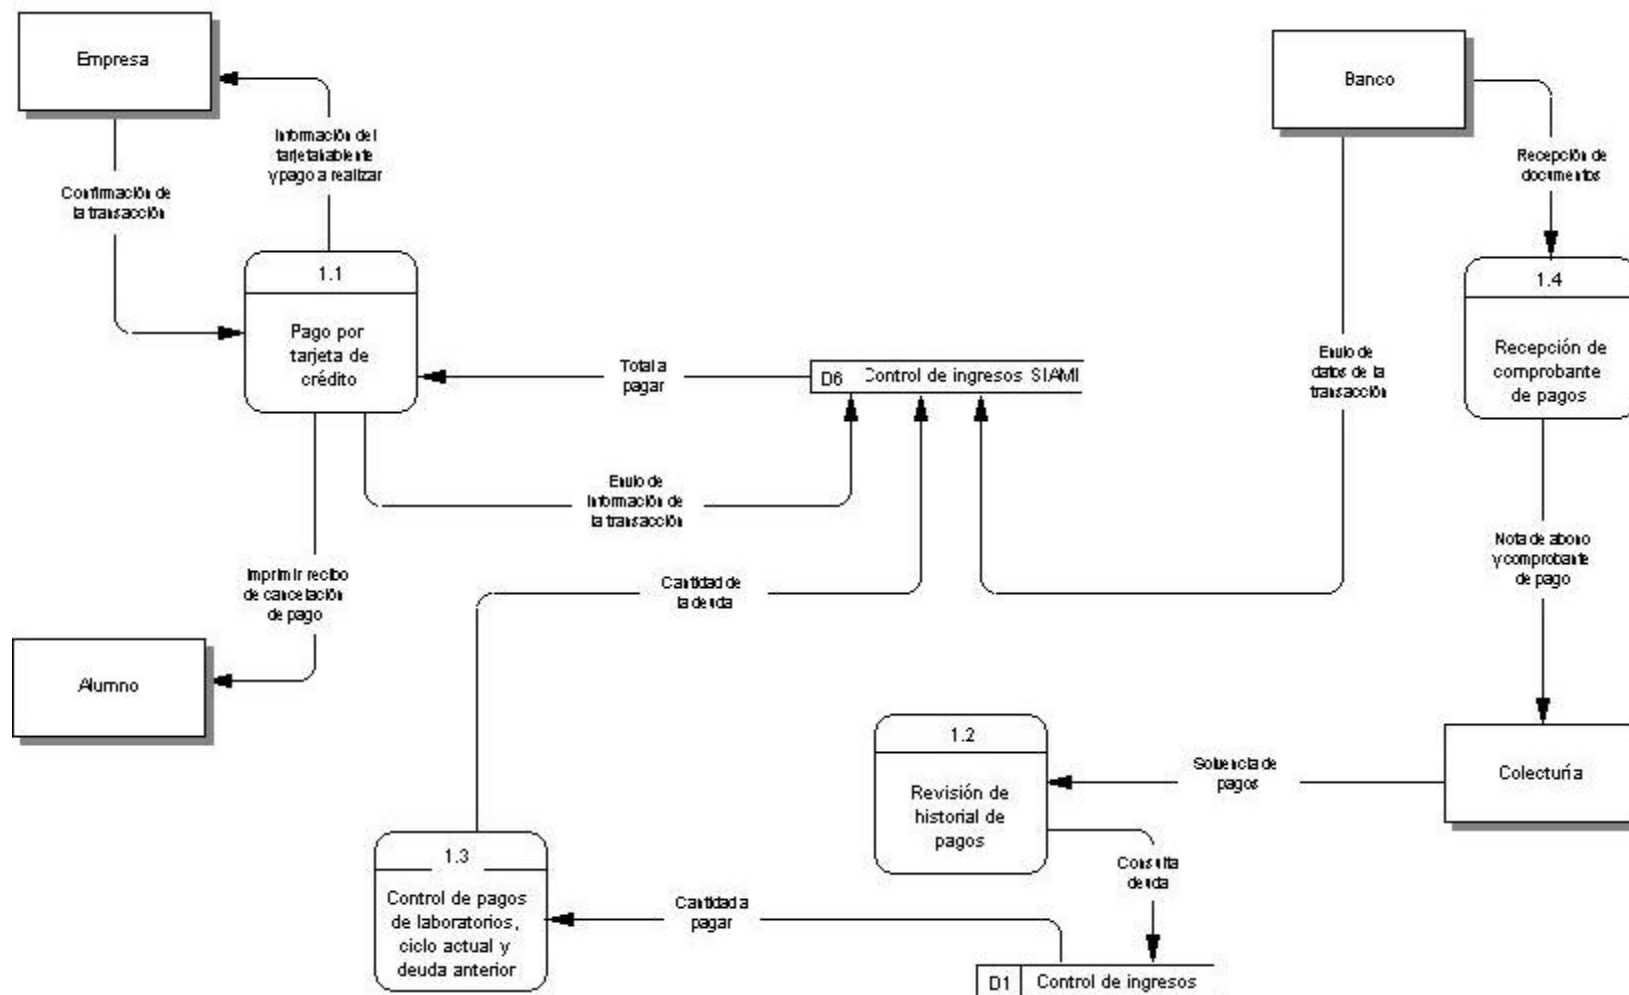 Empresa
Banco
Información del
tarjetahabiente
y pago a realizar
Confirmación de
la transacción
Recepción de
documentos
1.1
Pago por
tarjeta de
crédito
1.4
Recepción de
comprobante
de pagos
Total a
pagar
D6 Control de ingresos SIAMI
Envío de
datos de la
transacción
Envío de
información de
la transacción
Imprimir recibo
de cancelación
de pago
Cantidad de
la deuda
Nota de abono
y comprobante
de pago
Alumno
1.2
Revisión de
historial de
pagos
Solvencia de
pagos
Colecturía
1.3
Control de pagos
de laboratorios,
ciclo actual y
deuda anterior
Consulta
deuda
Cantidad a
pagar
D1 Control de ingresos